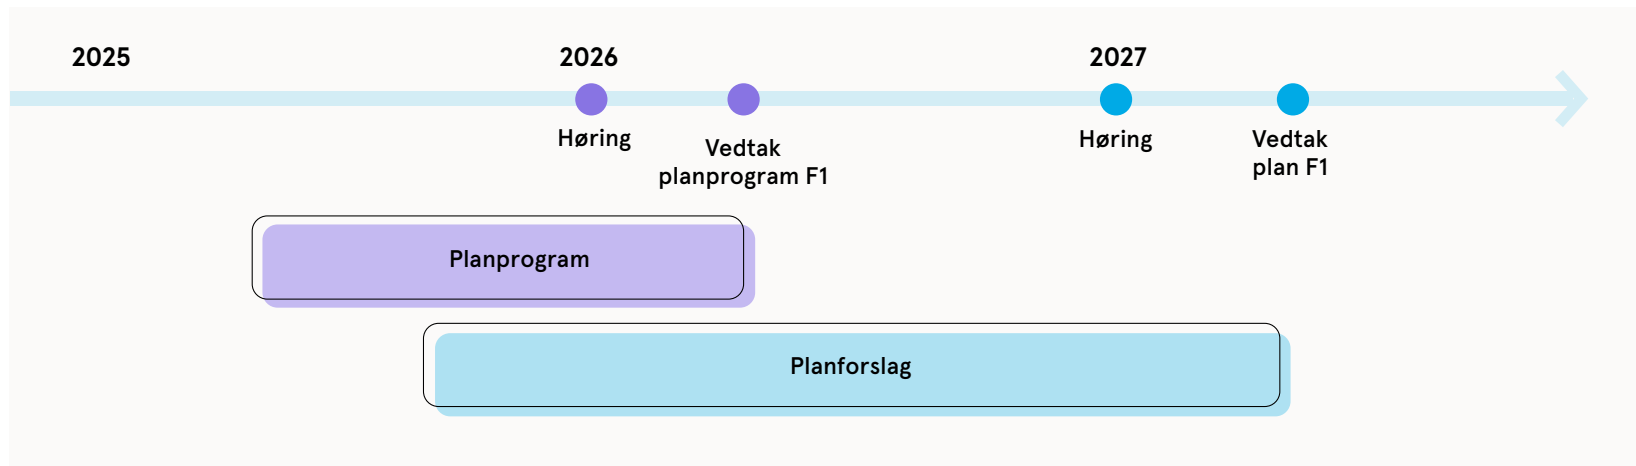 2025
2026
2027
Høring
Vedtak
planprogram F1
Høring
Vedtak
plan F1
Planprogram
Planforslag